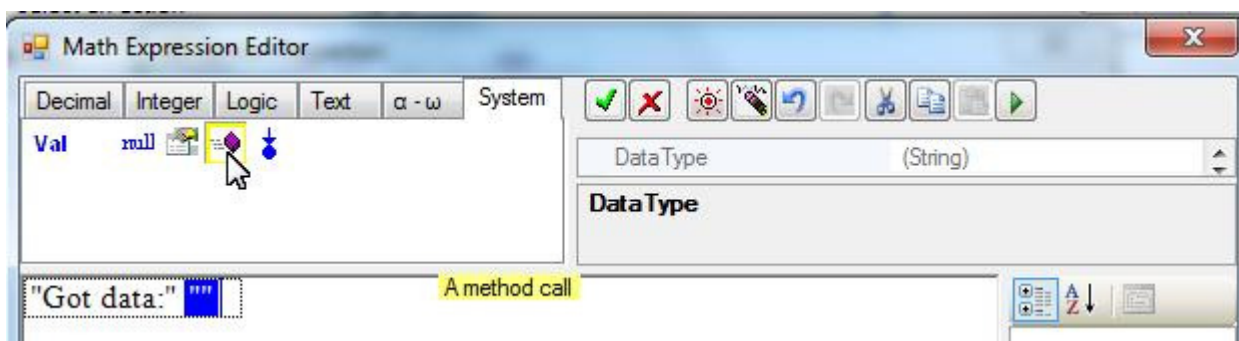 Math Expression Editor
Decimal Integer Logic Text α - ω System
Val null
DataType (String)
DataType
A method call
"Got data:" ""
A Z